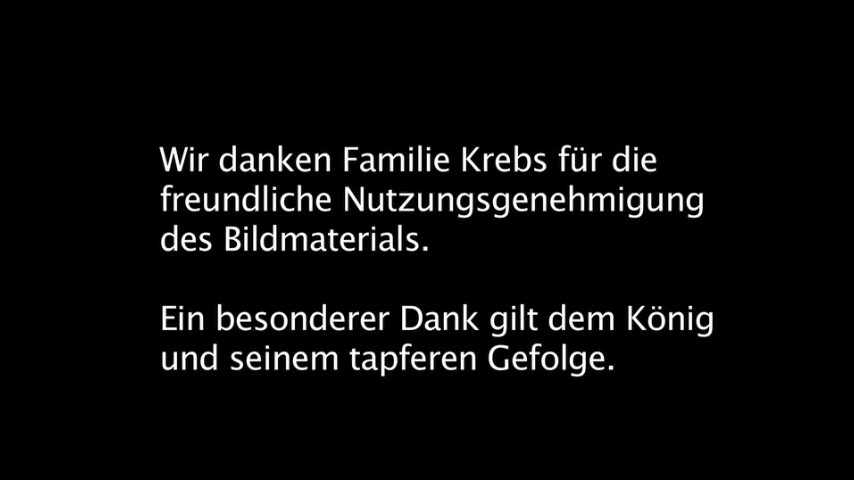 Wir danken Familie Krebs für die
freundliche Nutzungsgenehmigung
des Bildmaterials.
Ein besonderer Dank gilt dem König
und seinem tapferen Gefolge.